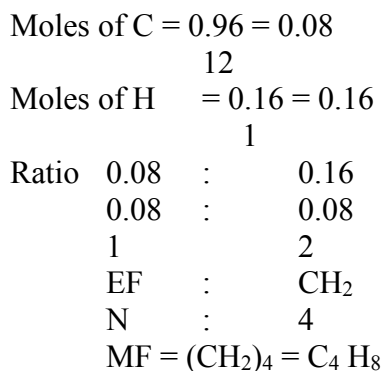 Moles of C = 0.96 = 0.08
12
Moles of H = 0.16 = 0.16
1
Ratio 0.08 : 0.16
0.08 : 0.08
1 2
EF : CH₂
N : 4
MF = (CH₂)₄ = C₄ H₈